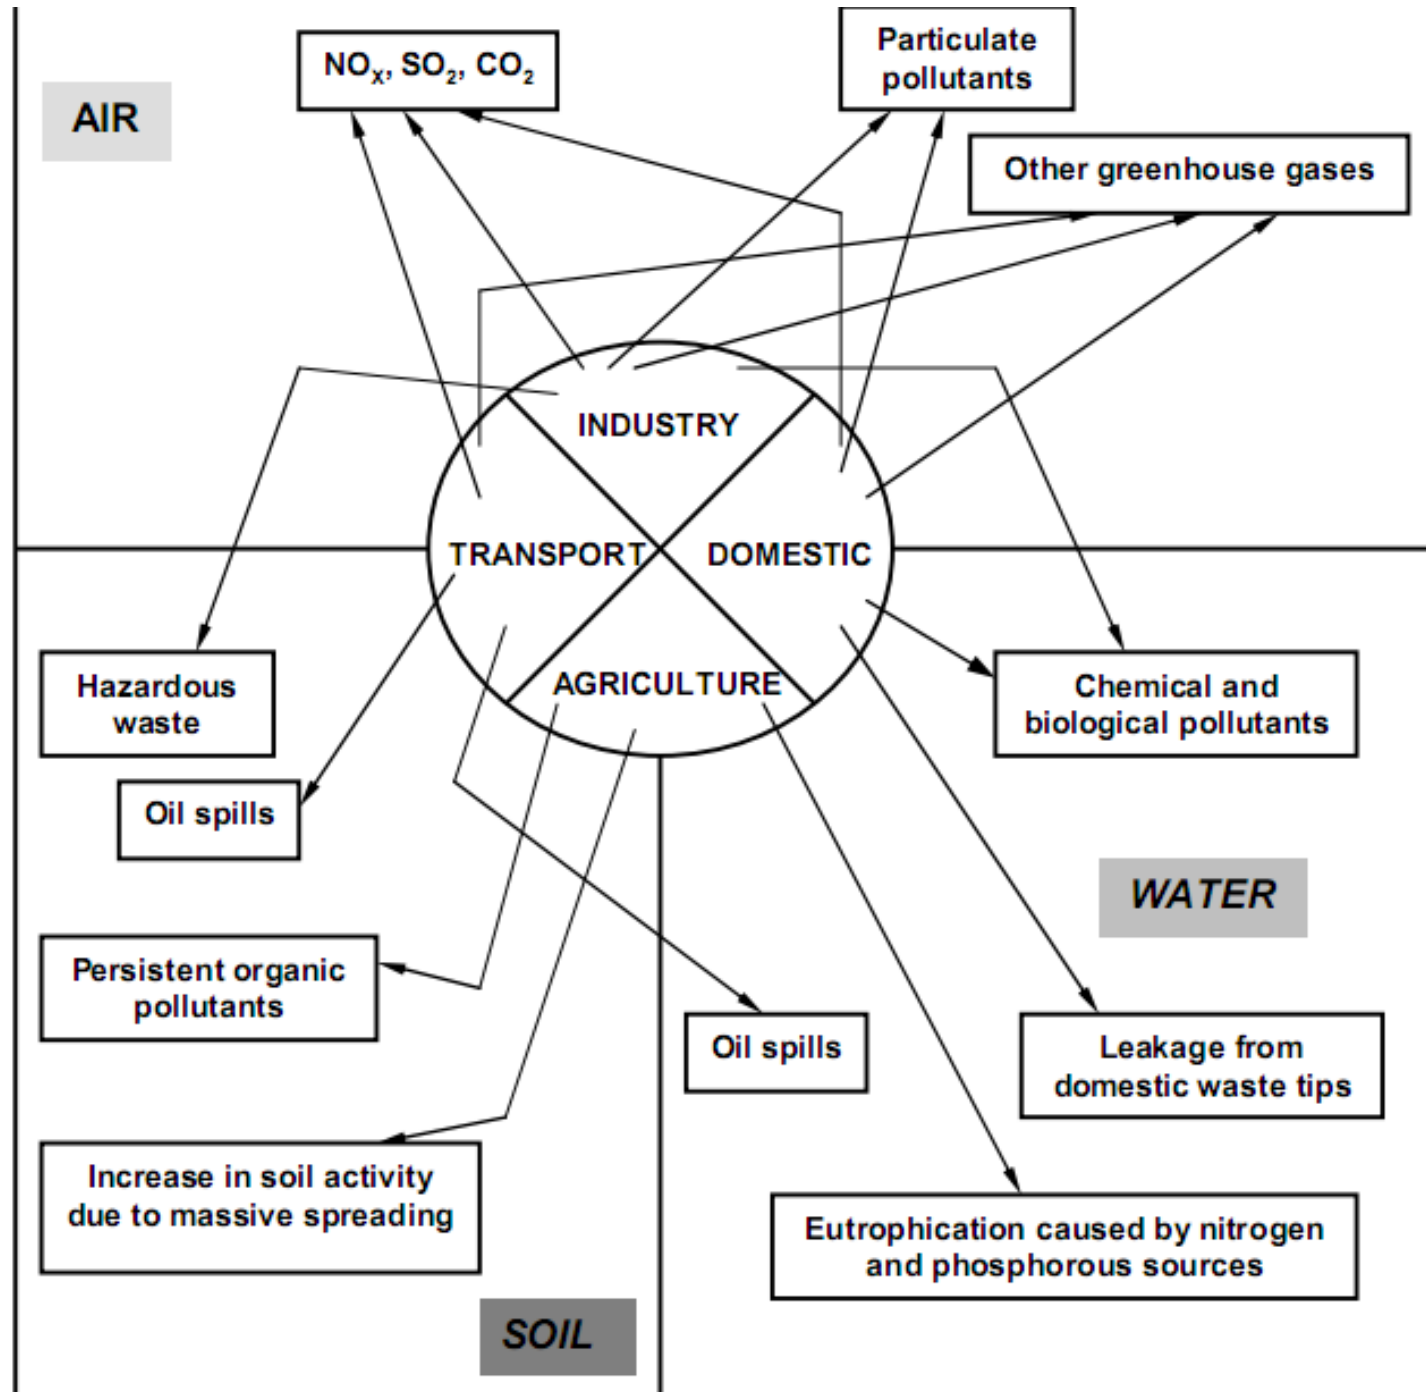 NOₓ, SO₂, CO₂
Particulate
pollutants
AIR
Other greenhouse gases
INDUSTRY
TRANSPORT
DOMESTIC
AGRICULTURE
Hazardous
waste
Chemical and
biological pollutants
Oil spills
WATER
Persistent organic
pollutants
Oil spills
Leakage from
domestic waste tips
Increase in soil activity
due to massive spreading
Eutrophication caused by nitrogen
and phosphorous sources
SOIL